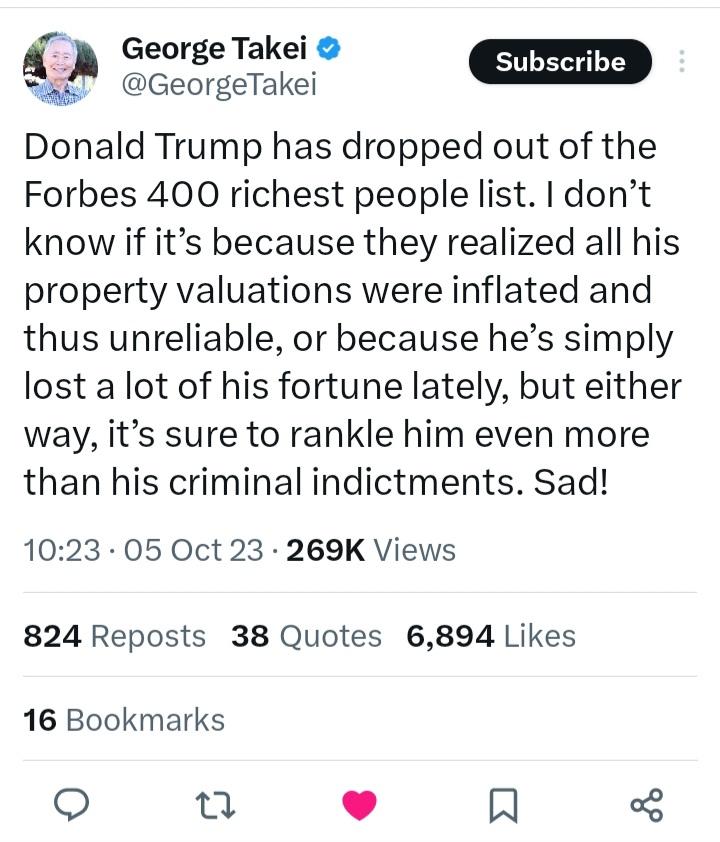 George Takei
@GeorgeTakei
Subscribe
Donald Trump has dropped out of the
Forbes 400 richest people list. I don’t
know if it’s because they realized all his
property valuations were inflated and
thus unreliable, or because he’s simply
lost a lot of his fortune lately, but either
way, it’s sure to rankle him even more
than his criminal indictments. Sad!
10:23 · 05 Oct 23 · 269K Views
824 Reposts 38 Quotes 6,894 Likes
16 Bookmarks